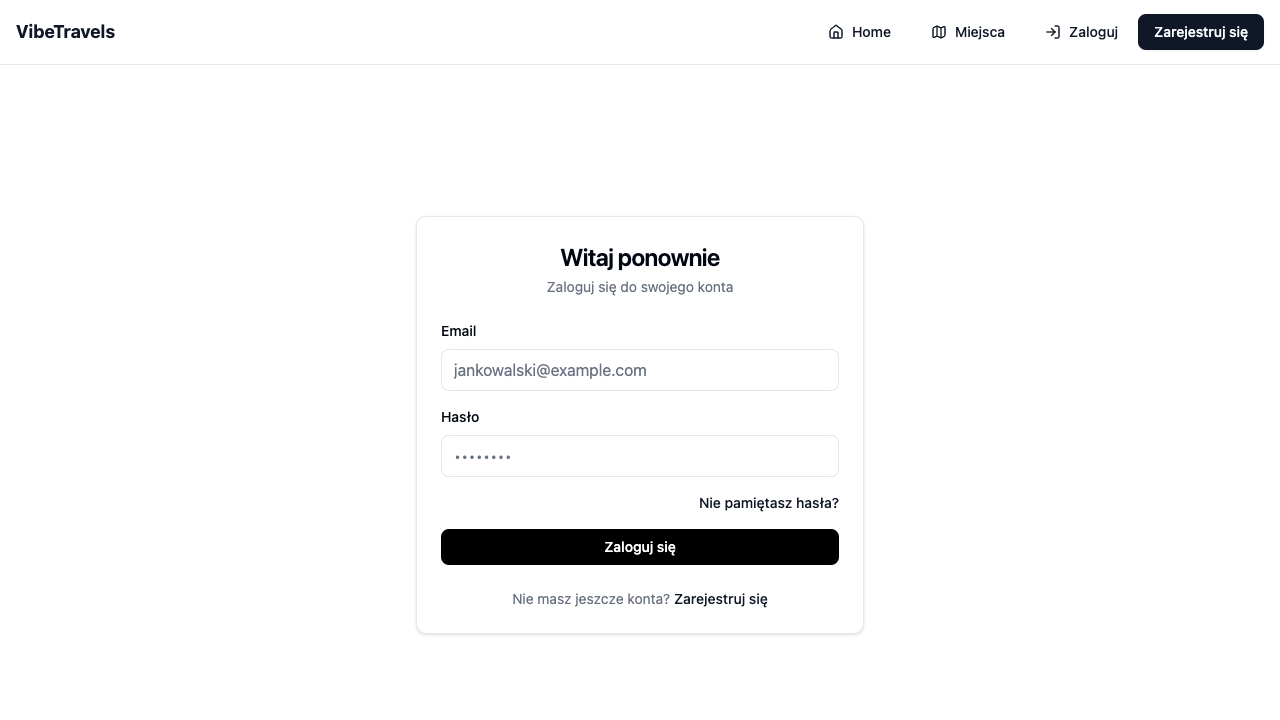 VibeTravels
Home
Miejsca
Zaloguj
Zarejestruj się
Witaj ponownie
Zaloguj się do swojego konta
Email
jankowalski@example.com
Hasło
••••••••
Nie pamiętasz hasła?
Zaloguj się
Nie masz jeszcze konta? Zarejestruj się